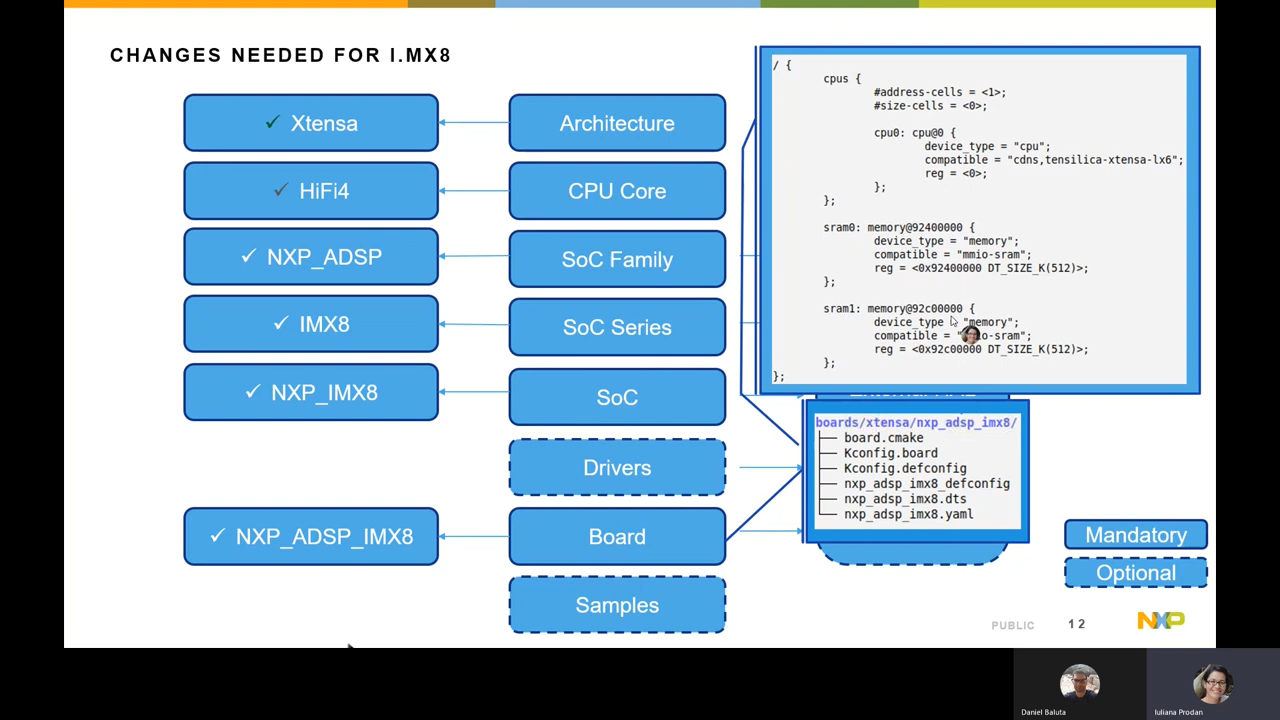 CHANGES NEEDED FOR I.MX8
✓ Xtensa
Architecture
✓ HiFi4
CPU Core
✓ NXP_ADSP
SoC Family
✓ IMX8
SoC Series
✓ NXP_IMX8
SoC
Drivers
✓ NXP_ADSP_IMX8
Board
Samples
/ {
cpus {
#address-cells = <1>;
#size-cells = <0>;
cpu0: cpu@0 {
device_type = "cpu";
compatible = "cdns,tensilica-xtensa-lx6";
reg = <0>;
};
};
sram0: memory@92400000 {
device_type = "memory";
compatible = "mmio-sram";
reg = <0x92400000 DT_SIZE_K(512)>;
};
sram1: memory@92c00000 {
device_type "memory";
compatible = io-sram";
reg = <0x92c00000 DT_SIZE_K(512)>;
};
};
boards/xtensa/nxp_adsp_imx8/
├── board.cmake
├── Kconfig.board
├── Kconfig.defconfig
├── nxp_adsp_imx8_defconfig
├── nxp_adsp_imx8.dts
└── nxp_adsp_imx8.yaml
Mandatory
Optional
PUBLIC
12
NXP
Daniel Baluta
Iuliana Prodan